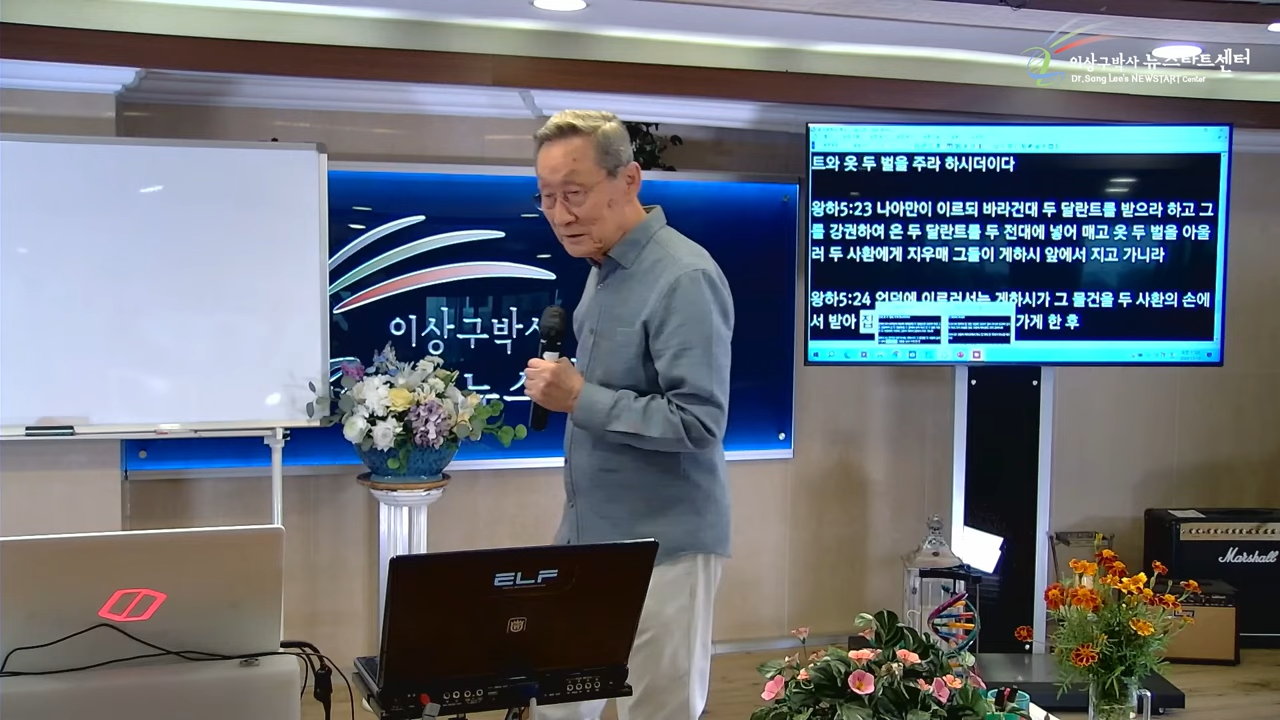 이상구박사 뉴스타트센터
Dr.Sang Lee's NEWSTART Center
트와 옷 두 벌을 주라 하시더이다
왕하5:23 나아만이 이르되 바라건대 두 달란트를 받으라 하고 그
를 강권하여 은 두 달란트를 두 전대에 넣어 매고 옷 두 벌을 아울
러 두 사환에게 지우매 그들이 게하시 앞에서 지고 가니라
왕하5:24 언덕에 이르러서는 게하시가 그 물건을 두 사환의 손에
서 받아 집 가게 한 후
이상구박사
뉴스
ELF
Marshall